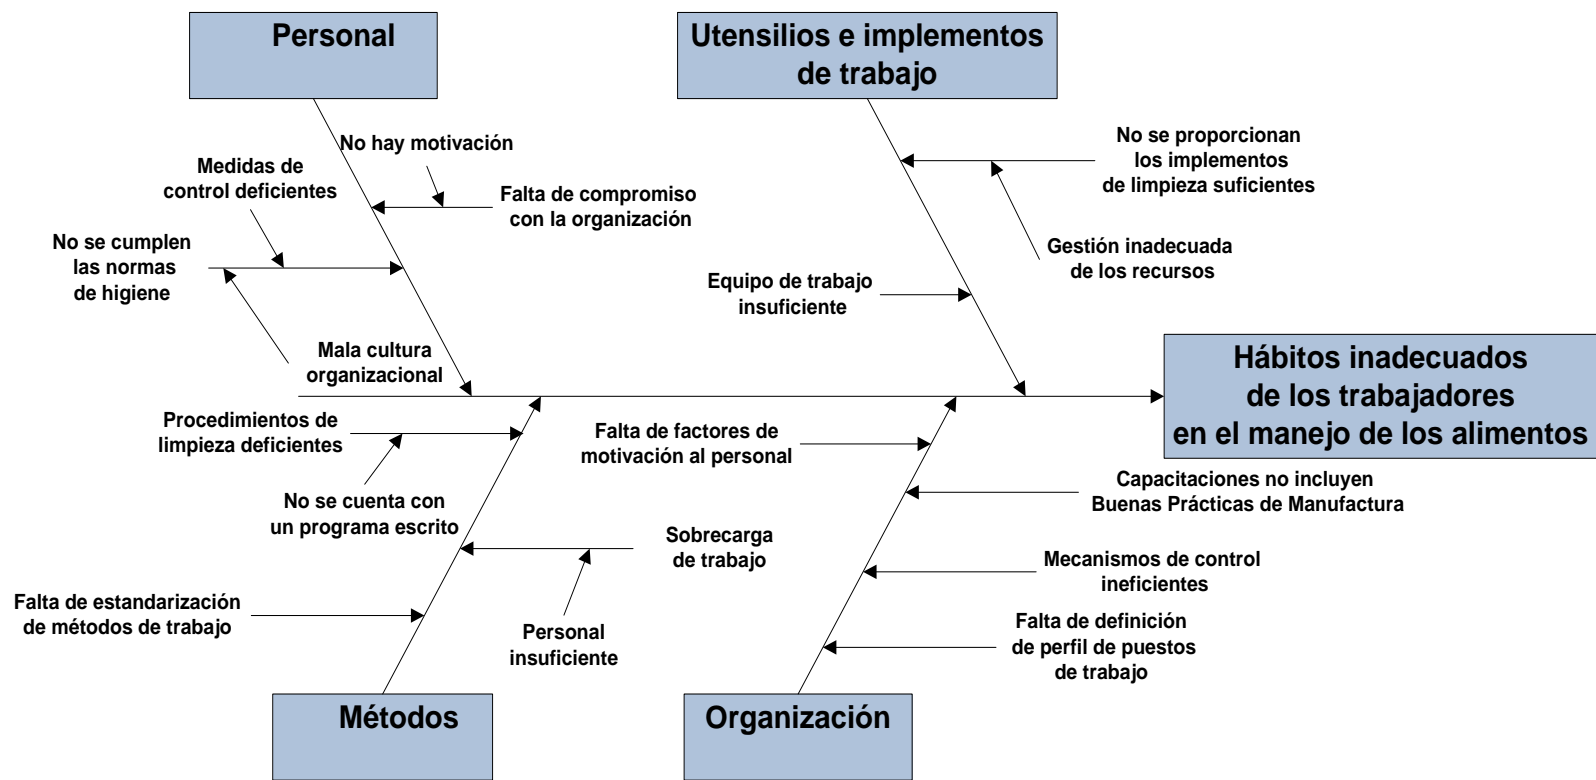 Personal
Utensilios e implementos
de trabajo
No hay motivación
Medidas de
control deficientes
Falta de compromiso
con la organización
No se cumplen
las normas
de higiene
Mala cultura
organizacional
No se proporcionan
los implementos
de limpieza suficientes
Gestión inadecuada
de los recursos
Equipo de trabajo
insuficiente
Hábitos inadecuados
de los trabajadores
en el manejo de los alimentos
Procedimientos de
limpieza deficientes
No se cuenta con
un programa escrito
Sobrecarga
de trabajo
Falta de estandarización
de métodos de trabajo
Personal
insuficiente
Falta de factores de
motivación al personal
Capacitaciones no incluyen
Buenas Prácticas de Manufactura
Mecanismos de control
ineficientes
Falta de definición
de perfil de puestos
de trabajo
Métodos
Organización